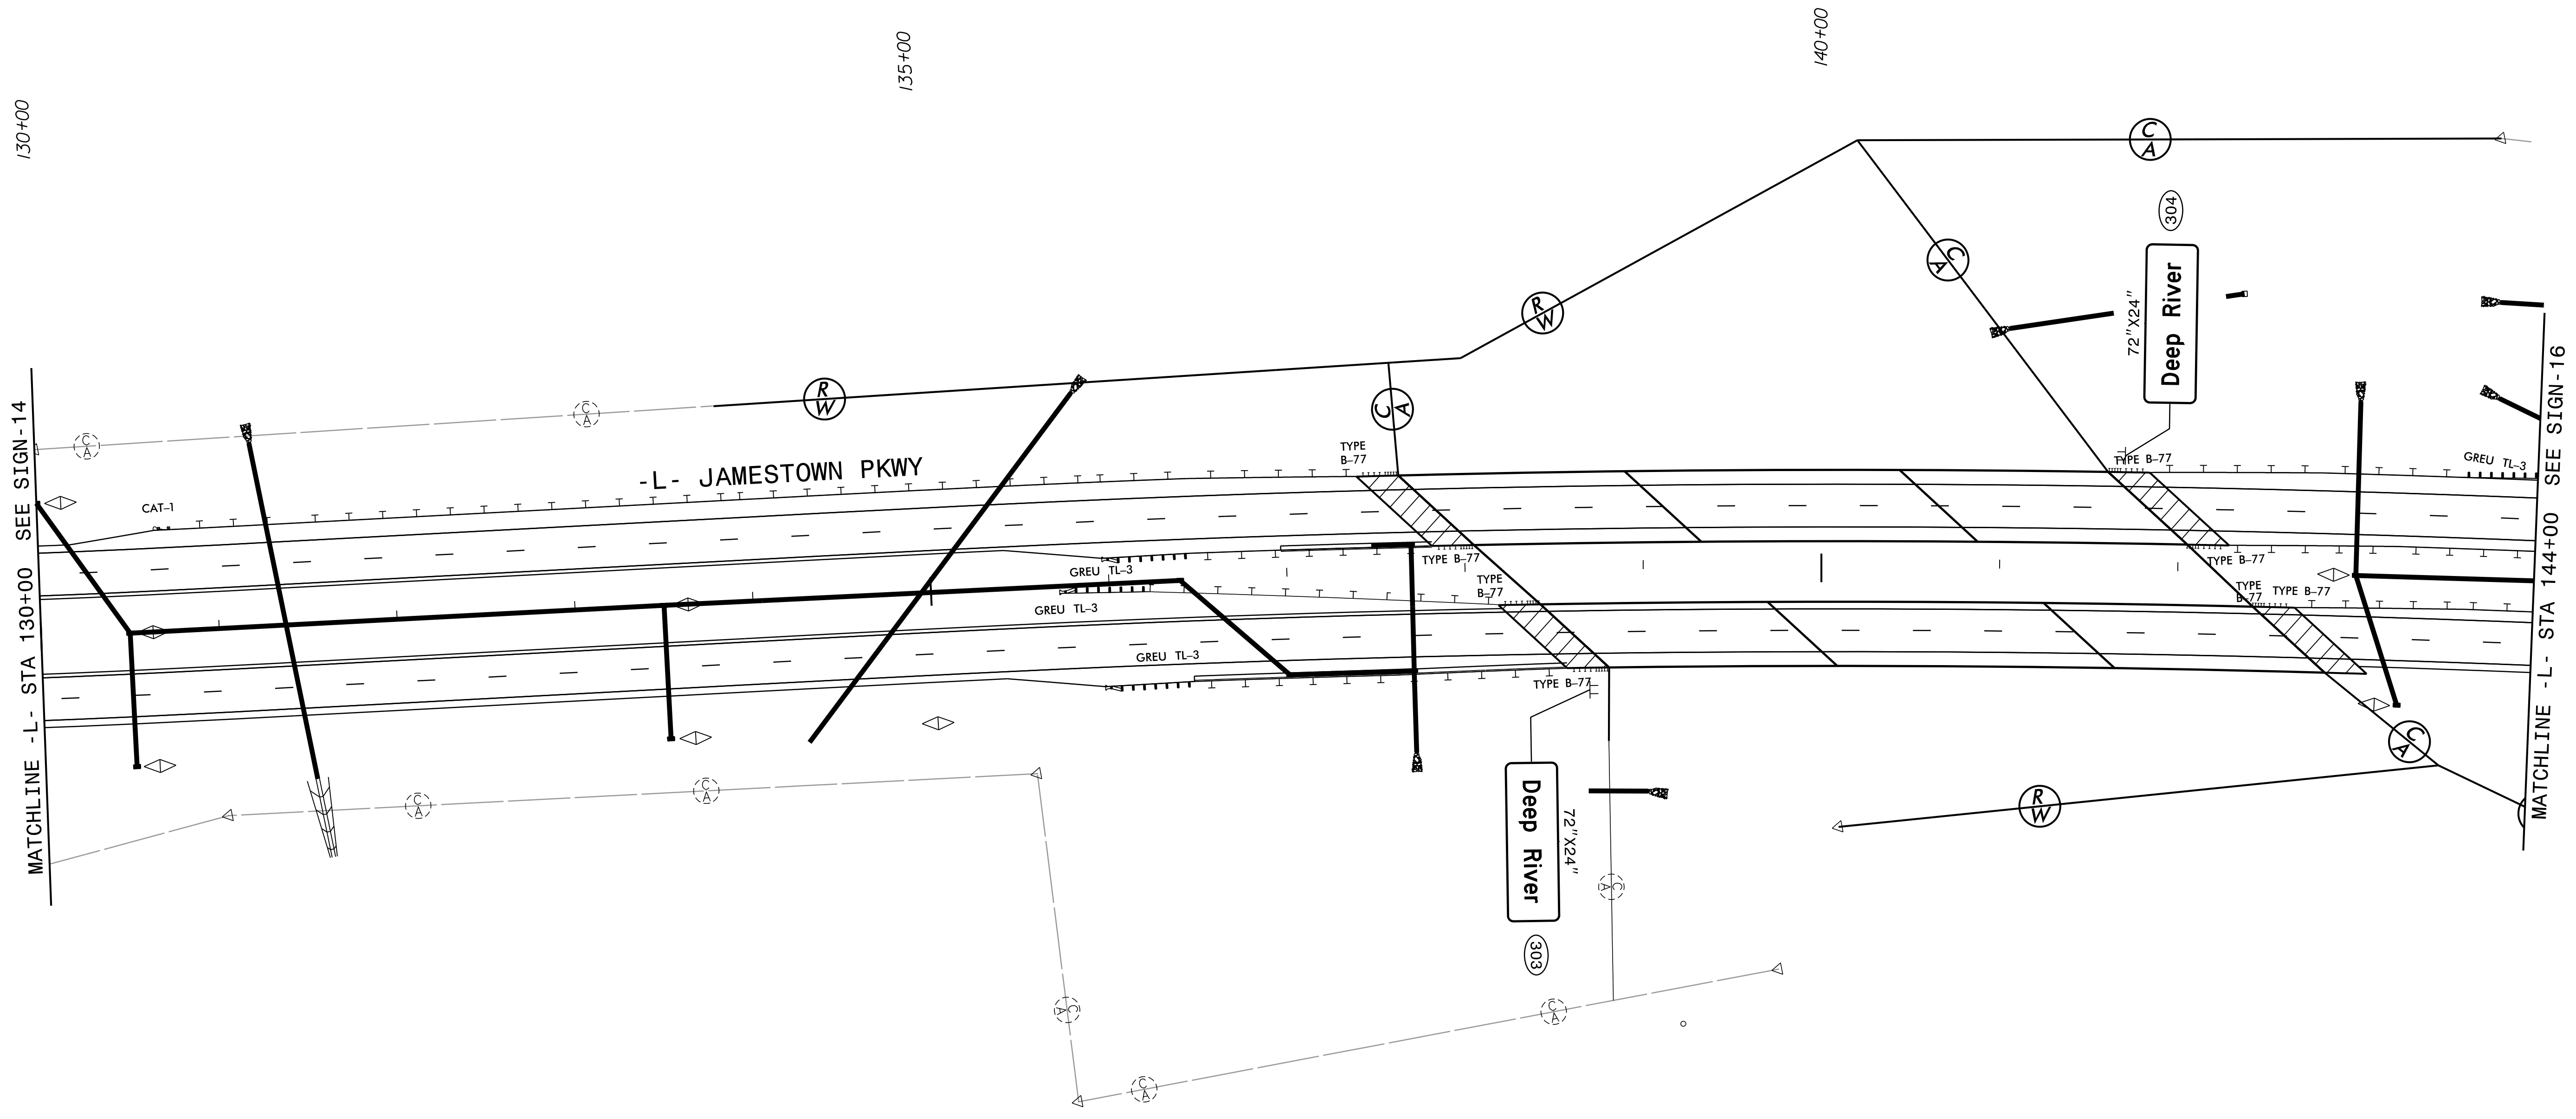 130+00
135+00
140+00
C
A
304
Deep River
72"X24"
C
A
R
W
R
W
C
A
C
A
C
A
MATCHLINE -L- STA 130+00 SEE SIGN-14
MATCHLINE -L- STA 144+00 SEE SIGN-16
-L- JAMESTOWN PKWY
CAT-1
TYPE
B-77
TYPE B-77
GREU TL-3
GREU TL-3
GREU TL-3
GREU TL-3
TYPE B-77
TYPE
B-77
TYPE B-77
TYPE
B-77
TYPE B-77
TYPE B-77
C
A
C
A
C
A
R
W
Deep River
72"X24"
303
C
A
C
A
C
A
C
A